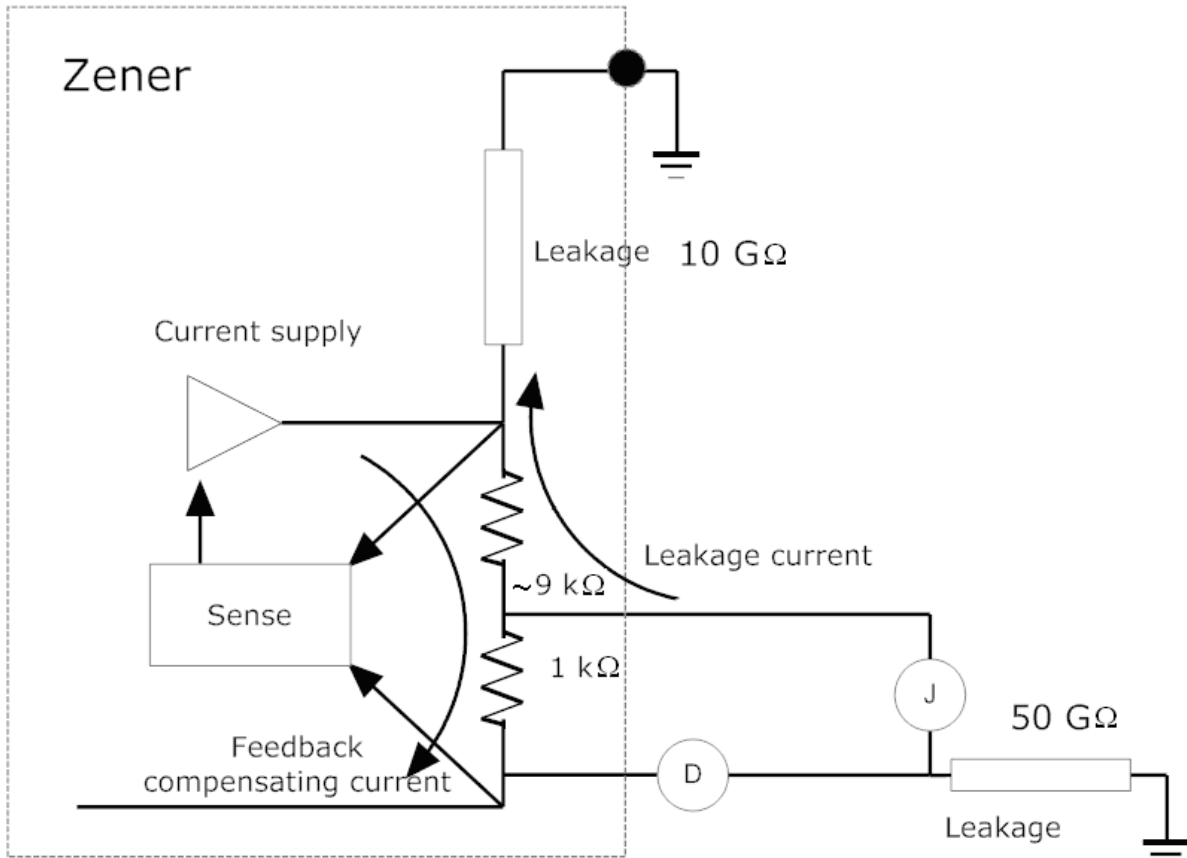 Zener
Leakage 10 GΩ
Current supply
Leakage current
~9 kΩ
Sense
1 kΩ
J
50 GΩ
Feedback
compensating current
D
Leakage